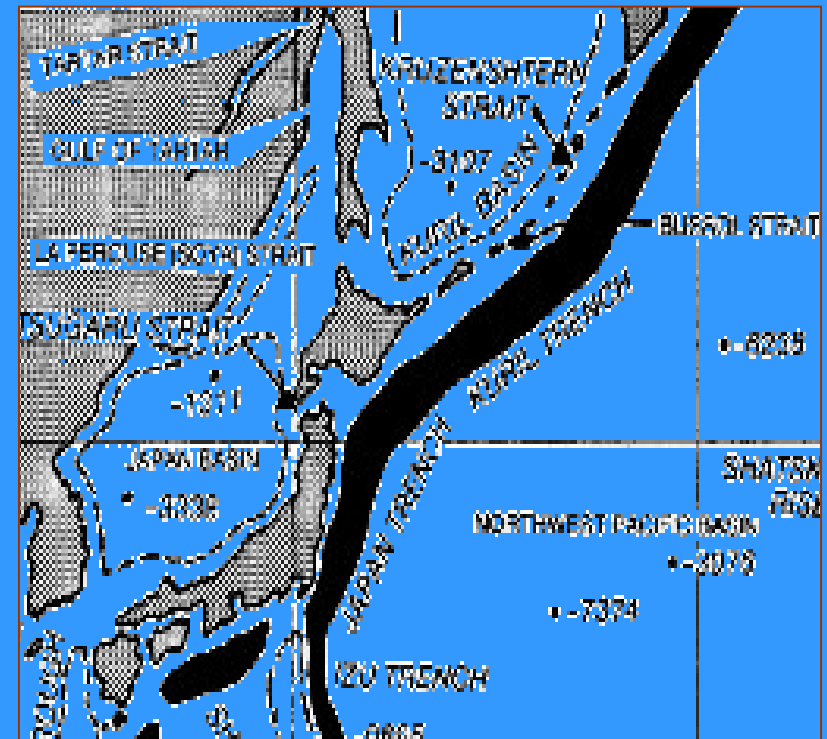 TARTAR STRAIT
KRUZENSHTERN
STRAIT
GULF OF TARTAR
-3107
KURIL BASIN
BUSSOL STRAIT
LA PEROUSE (SOYA) STRAIT
TSUGARU STRAIT
KURIL TRENCH
-1311
JAPAN BASIN
JAPAN TRENCH
NORTHWEST PACIFIC BASIN
-7374
IZU TRENCH